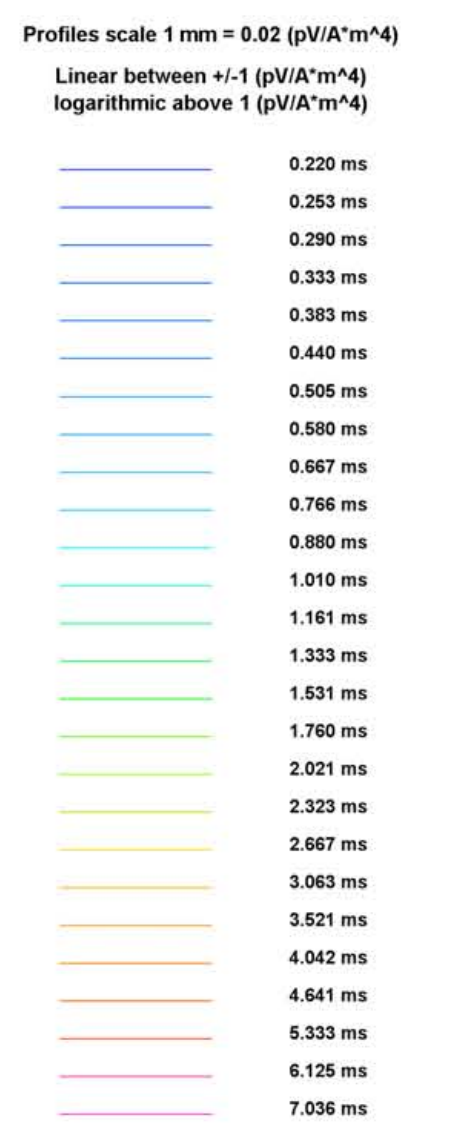 Profiles scale 1 mm = 0.02 (pV/A*m^4)
Linear between +/-1 (pV/A*m^4)
logarithmic above 1 (pV/A*m^4)
0.220 ms
0.253 ms
0.290 ms
0.333 ms
0.383 ms
0.440 ms
0.505 ms
0.580 ms
0.667 ms
0.766 ms
0.880 ms
1.010 ms
1.161 ms
1.333 ms
1.531 ms
1.760 ms
2.021 ms
2.323 ms
2.667 ms
3.063 ms
3.521 ms
4.042 ms
4.641 ms
5.333 ms
6.125 ms
7.036 ms